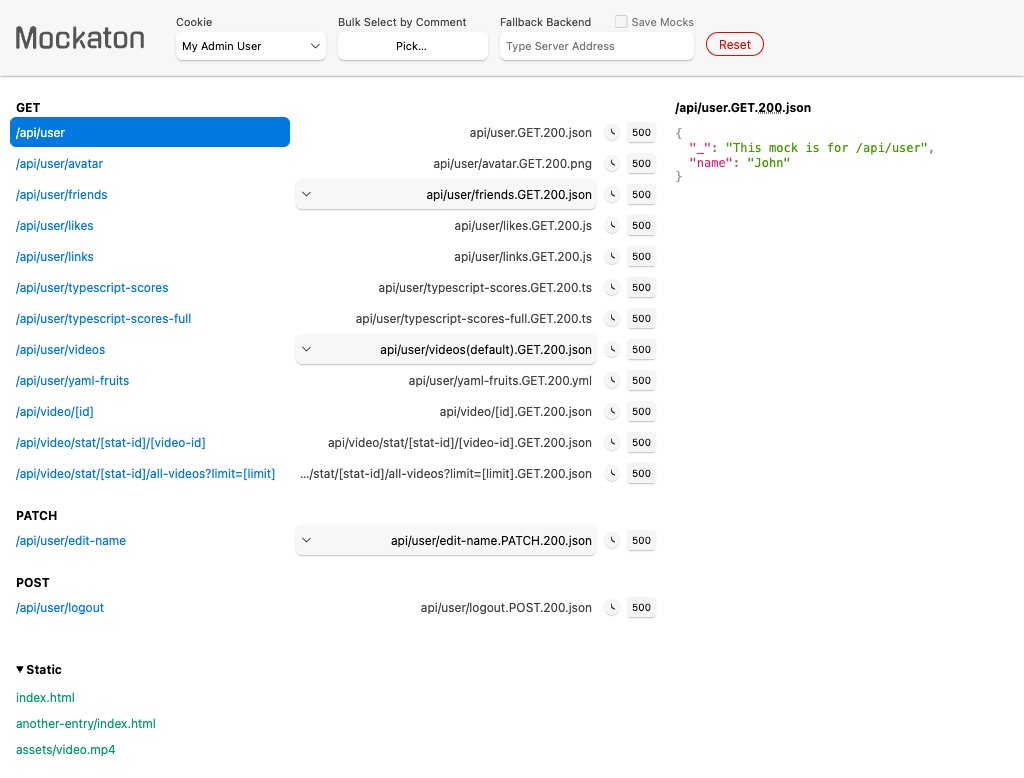 Mockaton
Cookie
My Admin User
Bulk Select by Comment
Pick…
Fallback Backend
Save Mocks
Type Server Address
Reset
GET
/api/user api/user.GET.200.json 500
/api/user/avatar api/user/avatar.GET.200.png 500
/api/user/friends api/user/friends.GET.200.json 500
/api/user/likes api/user/likes.GET.200.js 500
/api/user/links api/user/links.GET.200.js 500
/api/user/typescript-scores api/user/typescript-scores.GET.200.ts 500
/api/user/typescript-scores-full api/user/typescript-scores-full.GET.200.ts 500
/api/user/videos api/user/videos(default).GET.200.json 500
/api/user/yaml-fruits api/user/yaml-fruits.GET.200.yml 500
/api/video/[id] api/video/[id].GET.200.json 500
/api/video/stat/[stat-id]/[video-id] api/video/stat/[stat-id]/[video-id].GET.200.json 500
/api/video/stat/[stat-id]/all-videos?limit=[limit] …/stat/[stat-id]/all-videos?limit=[limit].GET.200.json 500
PATCH
/api/user/edit-name api/user/edit-name.PATCH.200.json 500
POST
/api/user/logout api/user/logout.POST.200.json 500
Static
index.html
another-entry/index.html
assets/video.mp4
/api/user.GET.200.json
{
"_": "This mock is for /api/user",
"name": "John"
}